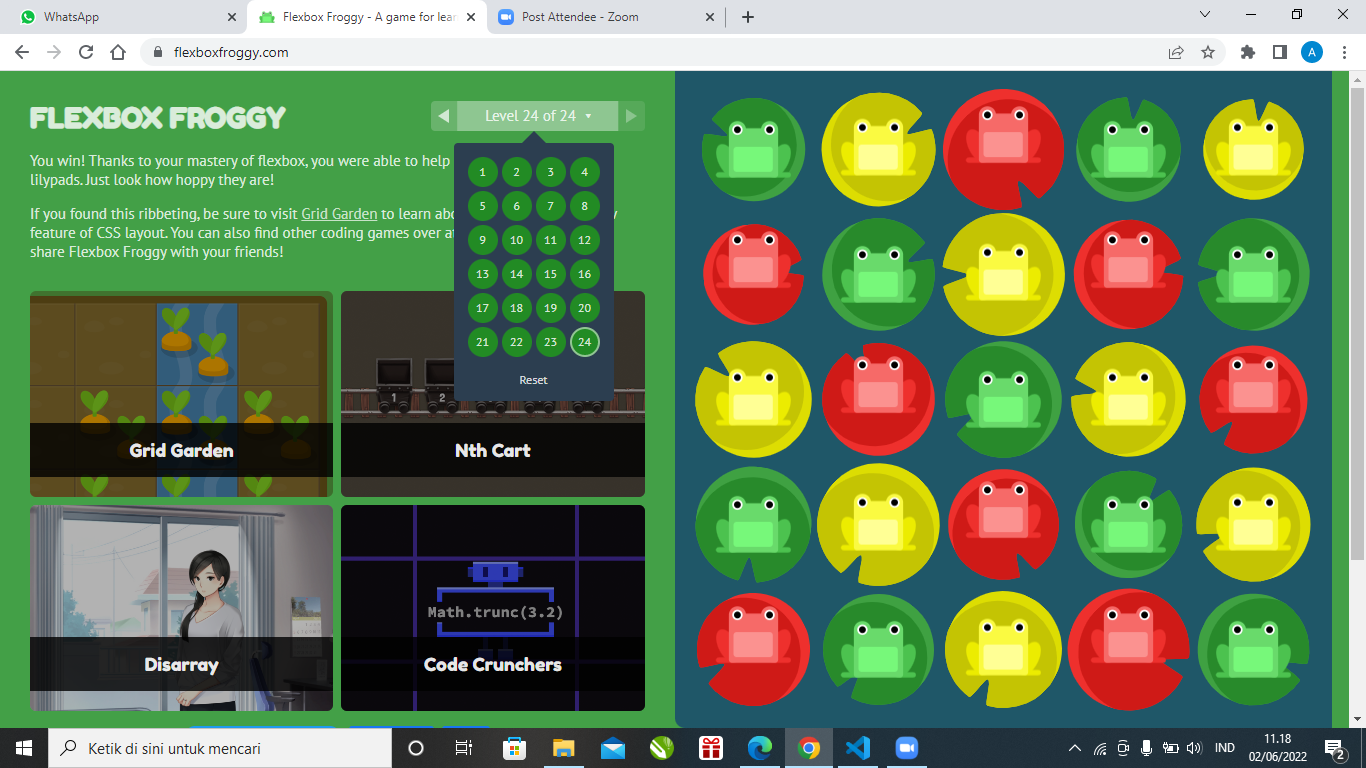 WhatsApp
Flexbox Froggy - A game for lear
Post Attendee - Zoom
flexboxfroggy.com
A
FLEXBOX FROGGY
Level 24 of 24
You win! Thanks to your mastery of flexbox, you were able to help
lilypads. Just look how hoppy they are!
If you found this ribbeting, be sure to visit Grid Garden to learn abo
y
feature of CSS layout. You can also find other coding games over at
share Flexbox Froggy with your friends!
1 2 3 4
5 6 7 8
9 10 11 12
13 14 15 16
17 18 19 20
21 22 23 24
Reset
1 2
Grid Garden
Nth Cart
Math.trunc(3.2)
Disarray
Code Crunchers
Ketik di sini untuk mencari
IND
11.18
02/06/2022
2